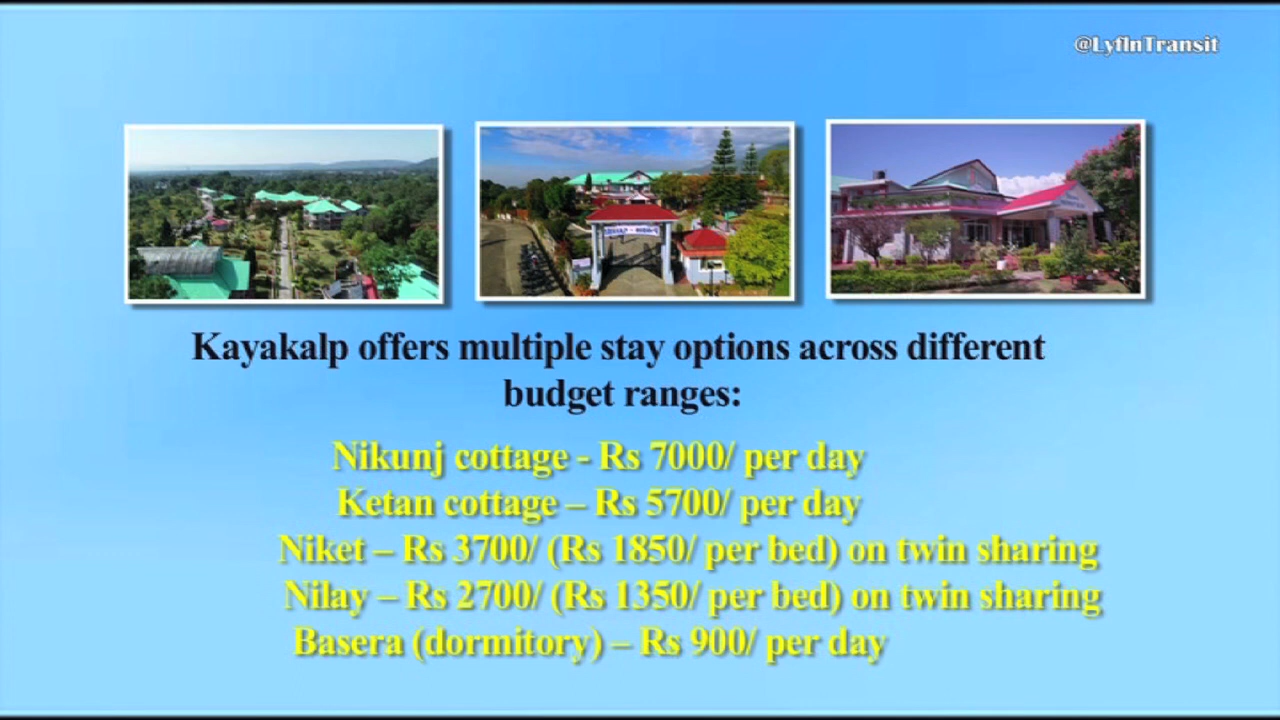 @LyfInTransit
Kayakalp offers multiple stay options across different
budget ranges:
Nikunj cottage - Rs 7000/ per day
Ketan cottage – Rs 5700/ per day
Niket – Rs 3700/ (Rs 1850/ per bed) on twin sharing
Nilay – Rs 2700/ (Rs 1350/ per bed) on twin sharing
Basera (dormitory) – Rs 900/ per day